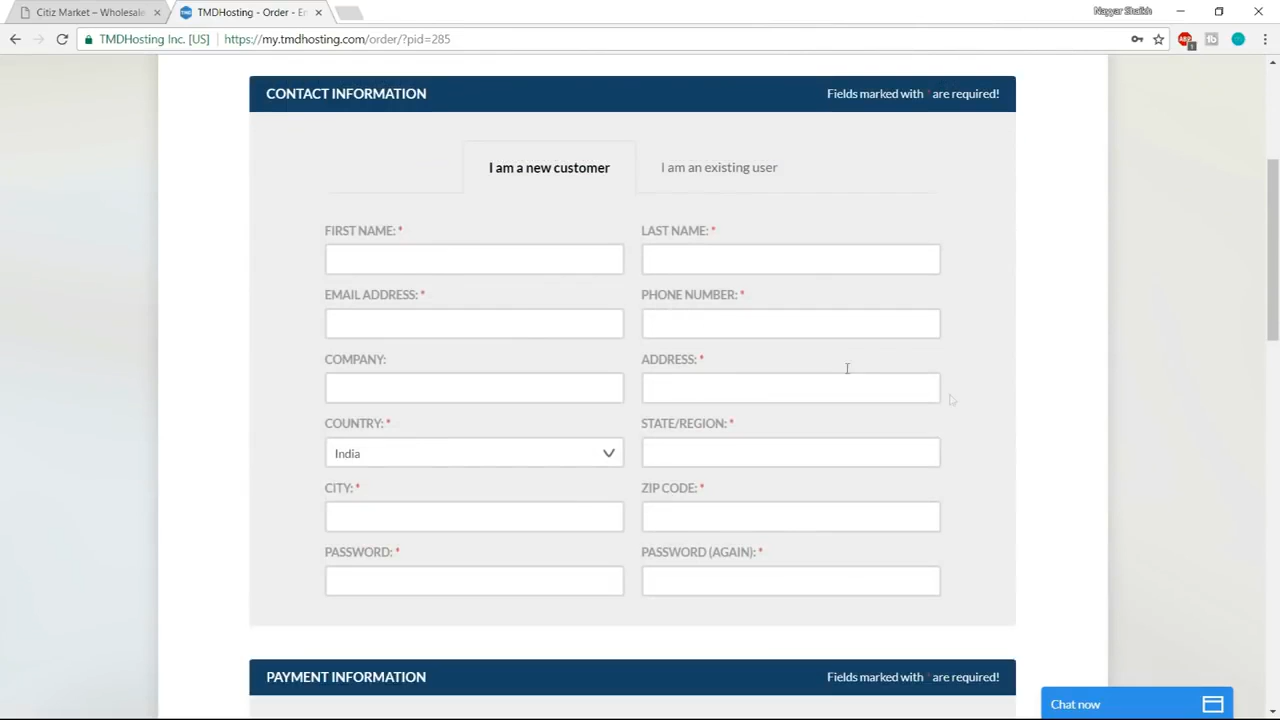 Citiz Market – Wholesale
TMDHosting - Order - En
Nayyar Shaikh
TMDHosting Inc. [US]
https://my.tmdhosting.com/order/?pid=285
CONTACT INFORMATION
Fields marked with * are required!
I am a new customer
I am an existing user
FIRST NAME: *
LAST NAME: *
EMAIL ADDRESS: *
PHONE NUMBER: *
COMPANY:
ADDRESS: *
COUNTRY: *
STATE/REGION: *
India
CITY: *
ZIP CODE: *
PASSWORD: *
PASSWORD (AGAIN): *
PAYMENT INFORMATION
Fields marked with * are required!
Chat now